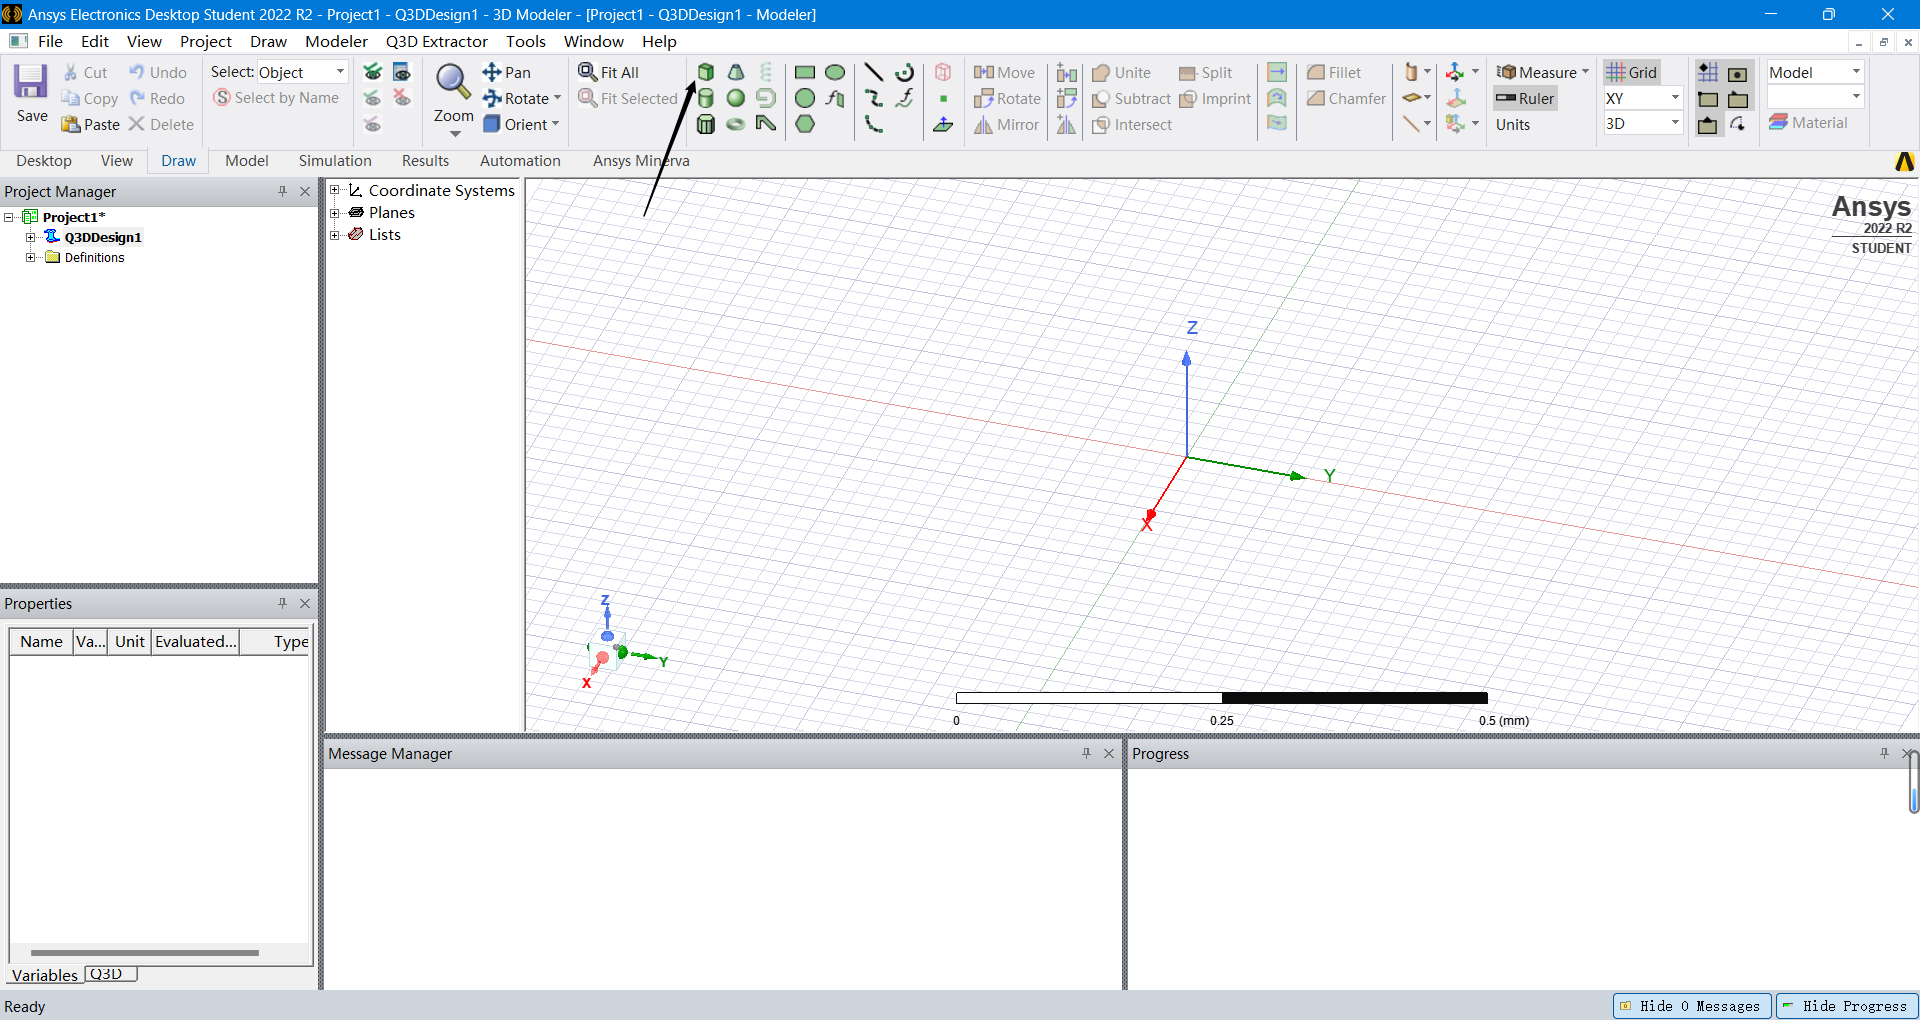 Ansys Electronics Desktop Student 2022 R2 - Project1 - Q3DDesign1 - 3D Modeler - [Project1 - Q3DDesign1 - Modeler]
File Edit View Project Draw Modeler Q3D Extractor Tools Window Help
Save
Cut
Copy
Paste
Undo
Redo
Delete
Select: Object
Select by Name
Zoom
Pan
Rotate
Orient
Fit All
Fit Selected
Move
Rotate
Mirror
Unite
Subtract
Intersect
Split
Imprint
Fillet
Chamfer
Measure
Ruler
Units
Grid
XY
3D
Model
Material
Desktop View Draw Model Simulation Results Automation Ansys Minerva
Project Manager
Project1*
Q3DDesign1
Definitions
Coordinate Systems
Planes
Lists
Ansys
2022 R2
STUDENT
Z
Y
X
Z
Y
X
0 0.25 0.5 (mm)
Properties
Name Va... Unit Evaluated... Type
Variables Q3D
Message Manager
Progress
Ready
Hide 0 Messages Hide Progress